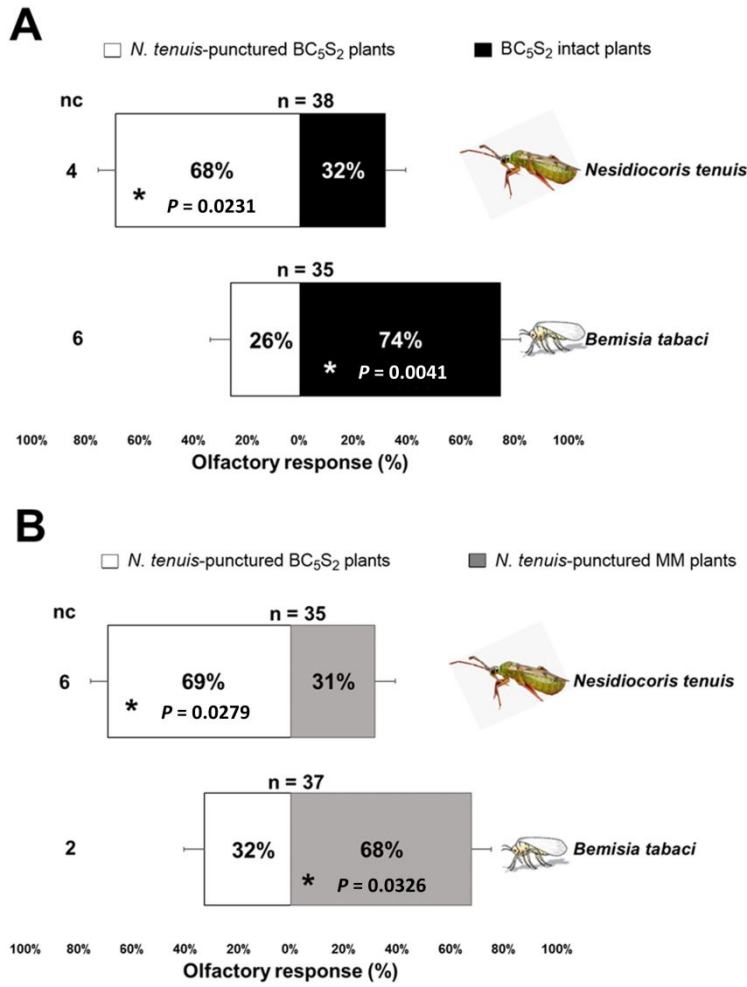 A
N. tenuis-punctured BC₅S₂ plants BC₅S₂ intact plants
nc n = 38
4 68% 32% Nesidiocoris tenuis
* P = 0.0231
n = 35
6 26% 74% Bemisia tabaci
* P = 0.0041
100% 80% 60% 40% 20% 0% 20% 40% 60% 80% 100%
Olfactory response (%)
B
N. tenuis-punctured BC₅S₂ plants N. tenuis-punctured MM plants
nc n = 35
6 69% 31% Nesidiocoris tenuis
* P = 0.0279
n = 37
2 32% 68% Bemisia tabaci
* P = 0.0326
100% 80% 60% 40% 20% 0% 20% 40% 60% 80% 100%
Olfactory response (%)